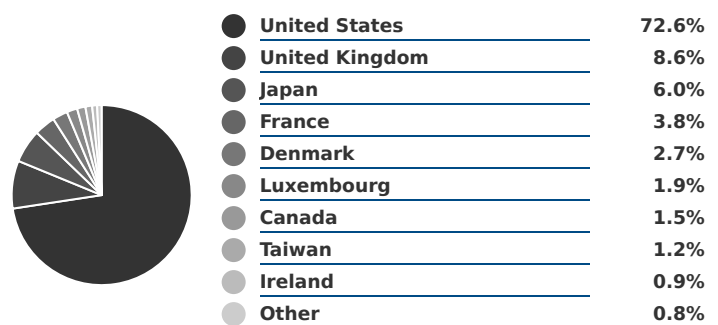 United States 72.6%
United Kingdom 8.6%
Japan 6.0%
France 3.8%
Denmark 2.7%
Luxembourg 1.9%
Canada 1.5%
Taiwan 1.2%
Ireland 0.9%
Other 0.8%